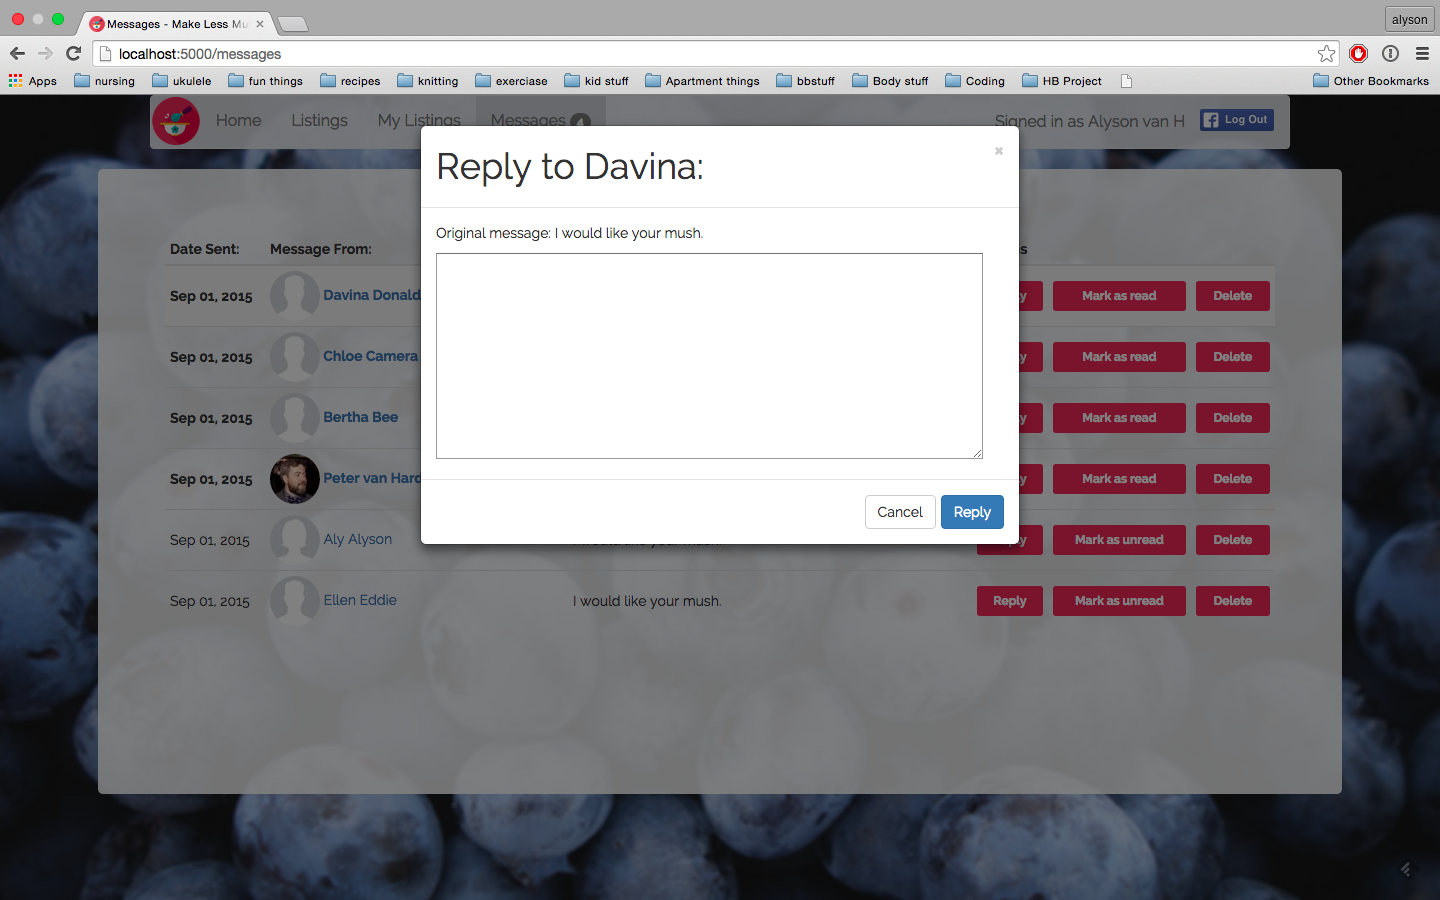 Messages - Make Less Mu
alyson
localhost:5000/messages
Apps nursing ukulele fun things recipes knitting exerciase kid stuff Apartment things bbstuff Body stuff Coding HB Project Other Bookmarks
Home Listings My Listings Messages 4 Signed in as Alyson van H Log Out
Reply to Davina:
Original message: I would like your mush.
Cancel Reply
Date Sent: Message From:
Sep 01, 2015 Davina Donald Mark as read Delete
Sep 01, 2015 Chloe Camera Mark as read Delete
Sep 01, 2015 Bertha Bee Mark as read Delete
Sep 01, 2015 Peter van Hard Mark as read Delete
Sep 01, 2015 Aly Alyson Mark as unread Delete
Sep 01, 2015 Ellen Eddie I would like your mush. Reply Mark as unread Delete